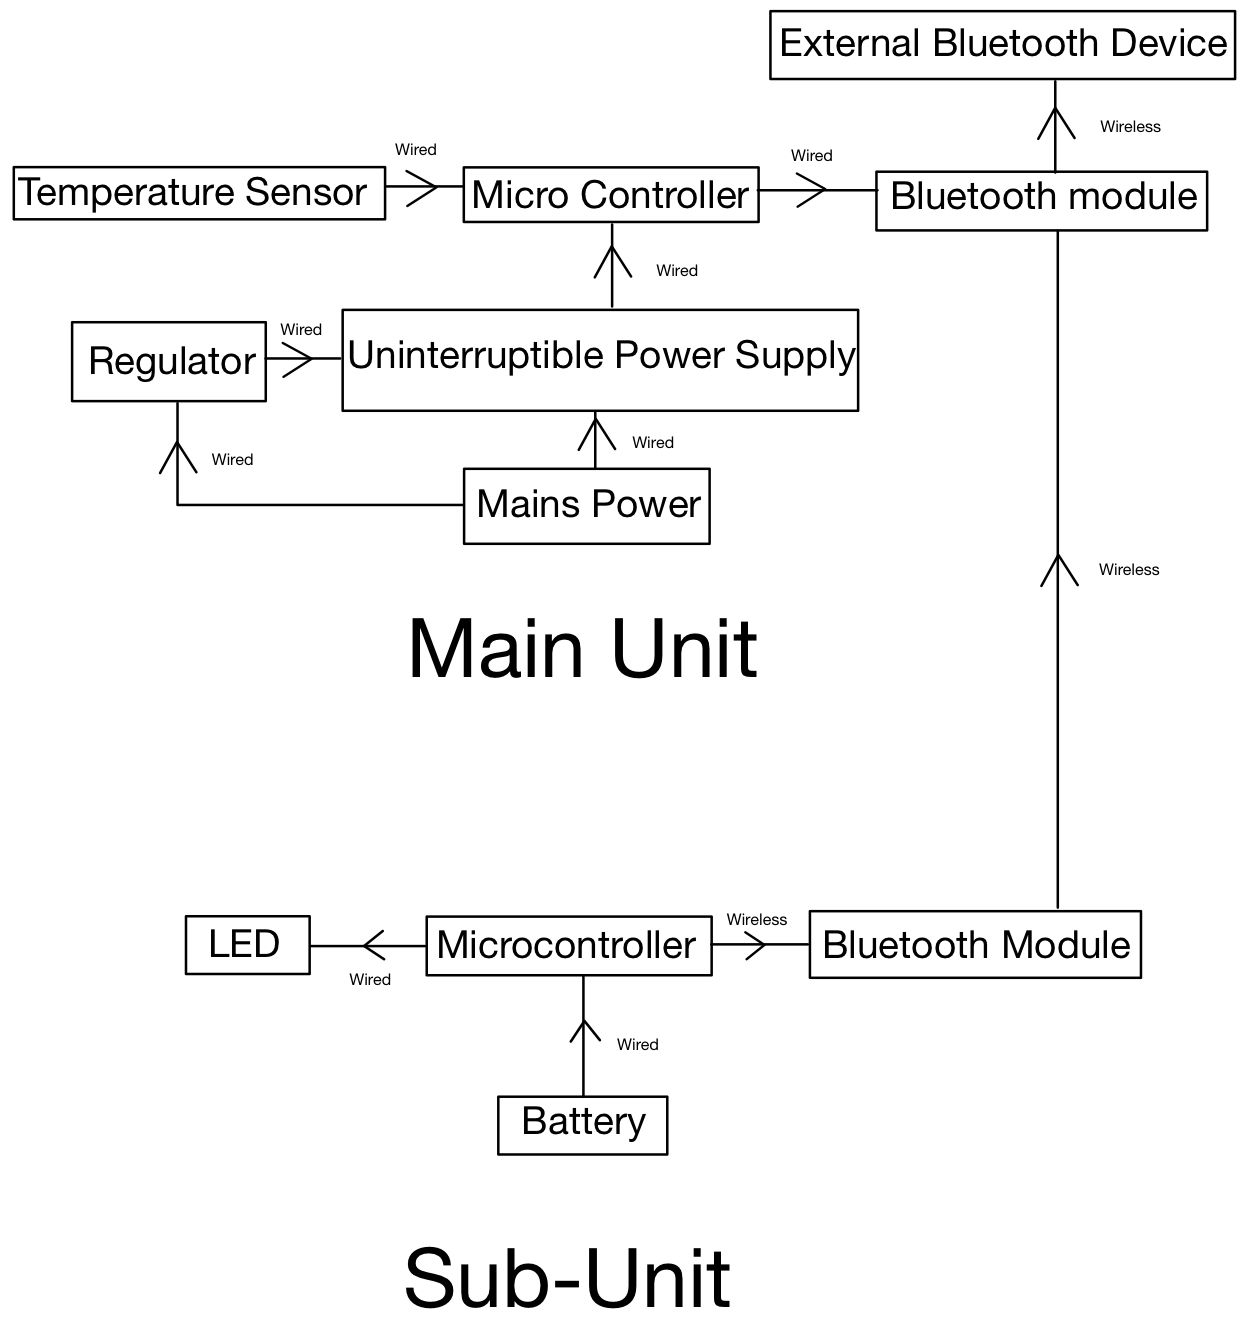 External Bluetooth Device
Wireless
Wired
Wired
Temperature Sensor
Micro Controller
Bluetooth module
Wired
Wired
Regulator
Uninterruptible Power Supply
Wired
Wired
Mains Power
Wireless
Main Unit
Wireless
LED
Microcontroller
Bluetooth Module
Wired
Wired
Battery
Sub-Unit